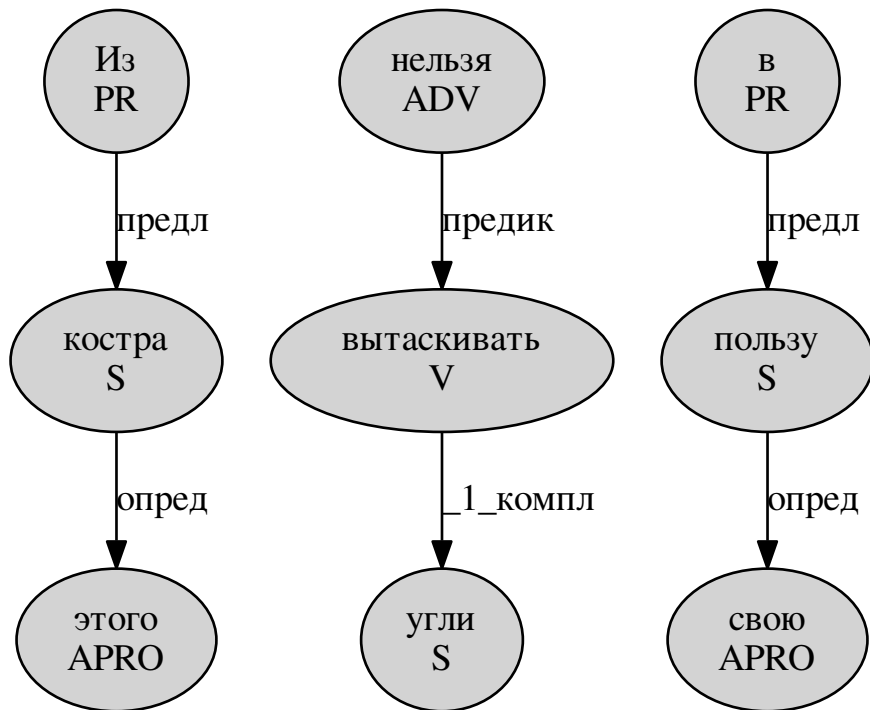 Из
PR
нельзя
ADV
в
PR
предл
предик
предл
костра
S
вытаскивать
V
пользу
S
опред
_1_компл
опред
этого
APRO
угли
S
свою
APRO